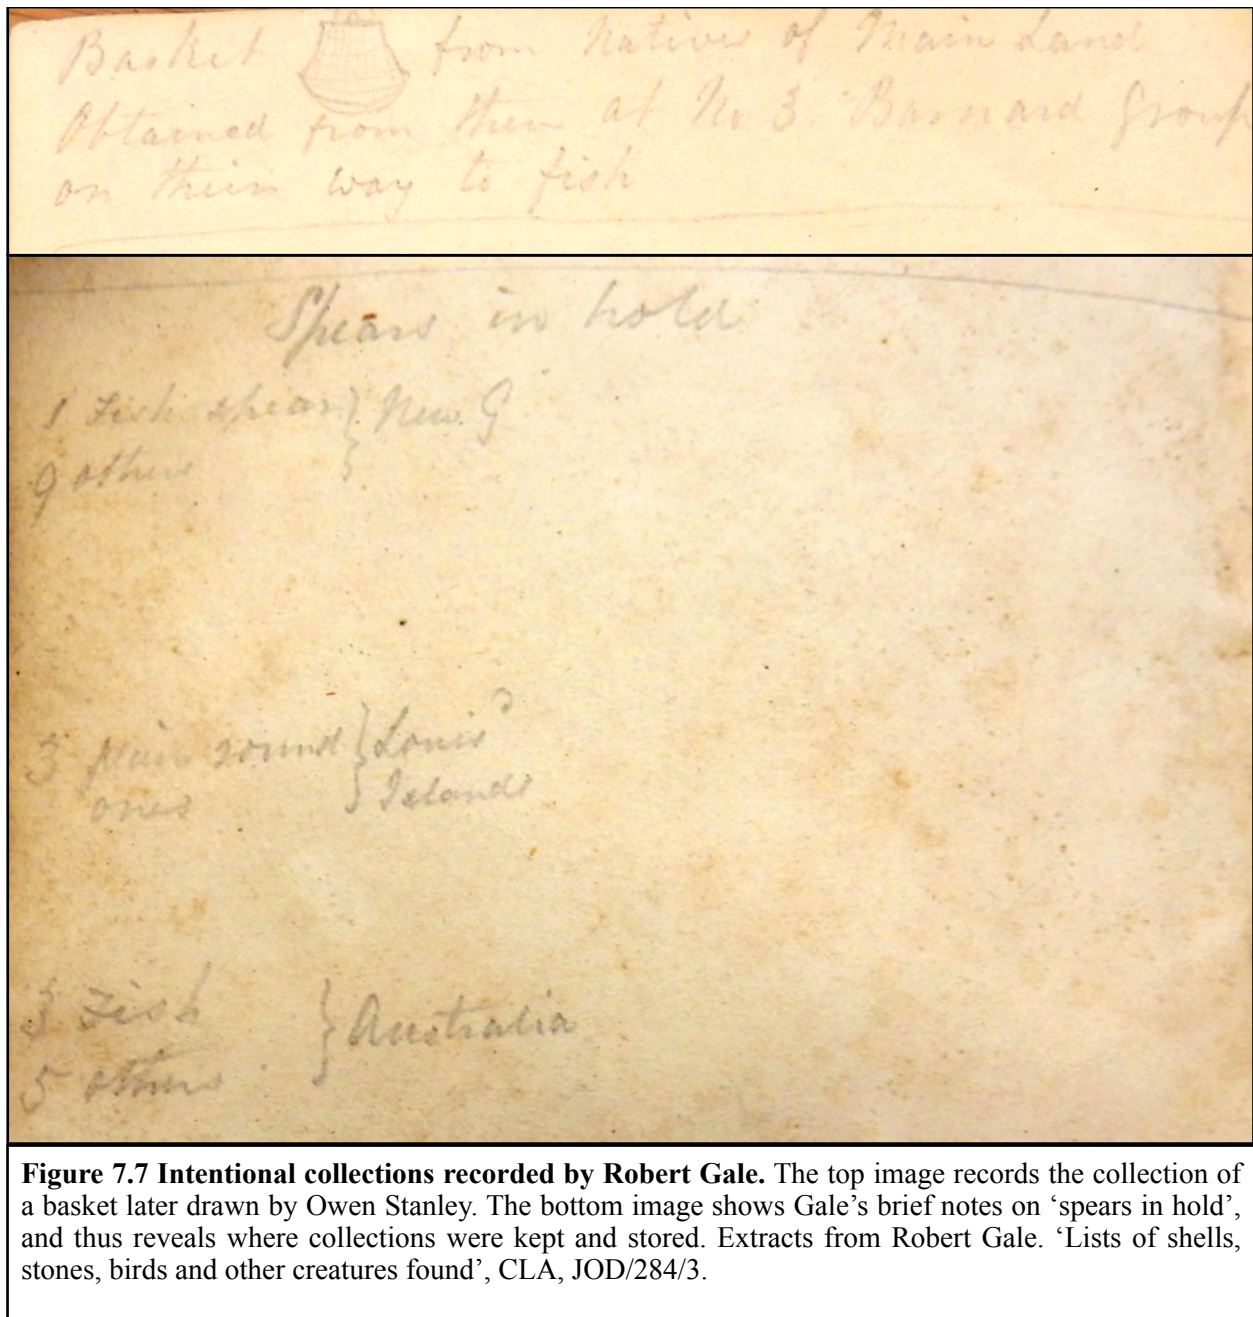 Basket from Natives of Main Land
Obtained from them at No 3 Barnard Group
on their way to fish
Spears in hold
1 Fish spear } New G
9 others
3 plain round } Louisᵈ
ones Islands
3 Fish } Australia
5 others
Figure 7.7 Intentional collections recorded by Robert Gale. The top image records the collection of
a basket later drawn by Owen Stanley. The bottom image shows Gale's brief notes on ‘spears in hold’,
and thus reveals where collections were kept and stored. Extracts from Robert Gale. ‘Lists of shells,
stones, birds and other creatures found’, CLA, JOD/284/3.